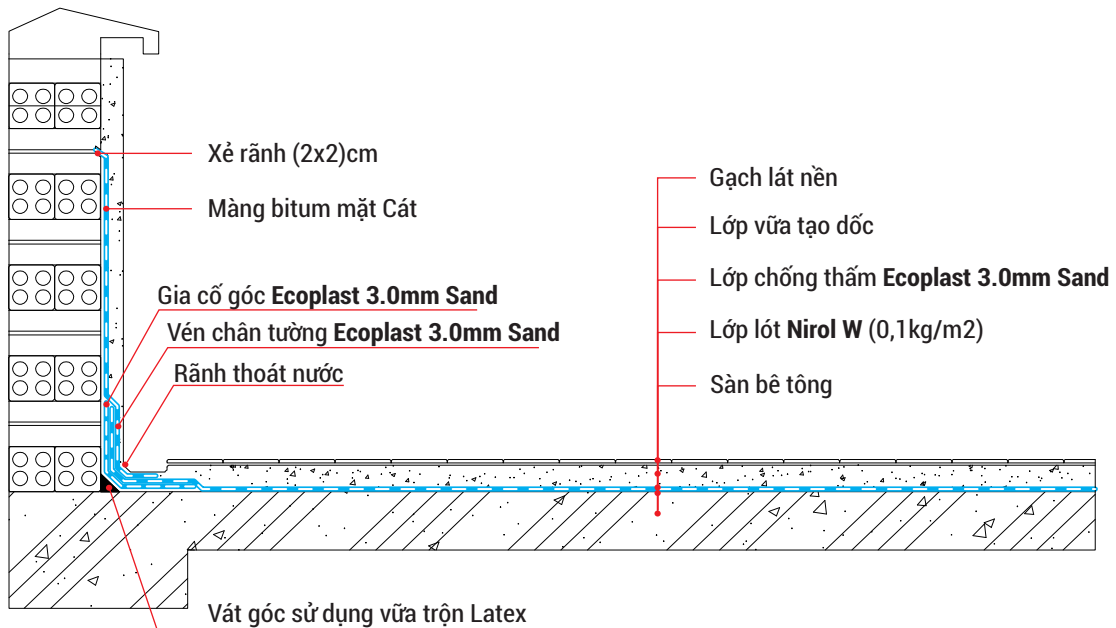 Xẻ rãnh (2x2)cm
Màng bitum mặt Cát
Gia cố góc Ecoplast 3.0mm Sand
Vén chân tường Ecoplast 3.0mm Sand
Rãnh thoát nước
Gạch lát nền
Lớp vữa tạo dốc
Lớp chống thấm Ecoplast 3.0mm Sand
Lớp lót Nirol W (0,1kg/m2)
Sàn bê tông
Vát góc sử dụng vữa trộn Latex